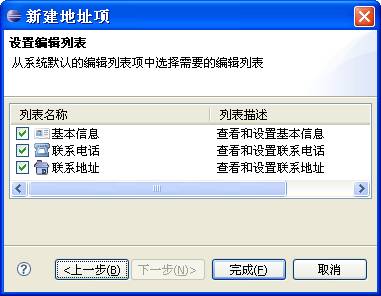 新建地址项
设置编辑列表
从系统默认的编辑列表项中选择需要的编辑列表
列表名称 列表描述
基本信息 查看和设置基本信息
联系电话 查看和设置联系电话
联系地址 查看和设置联系地址
<上一步(B) 下一步(N)> 完成(F) 取消